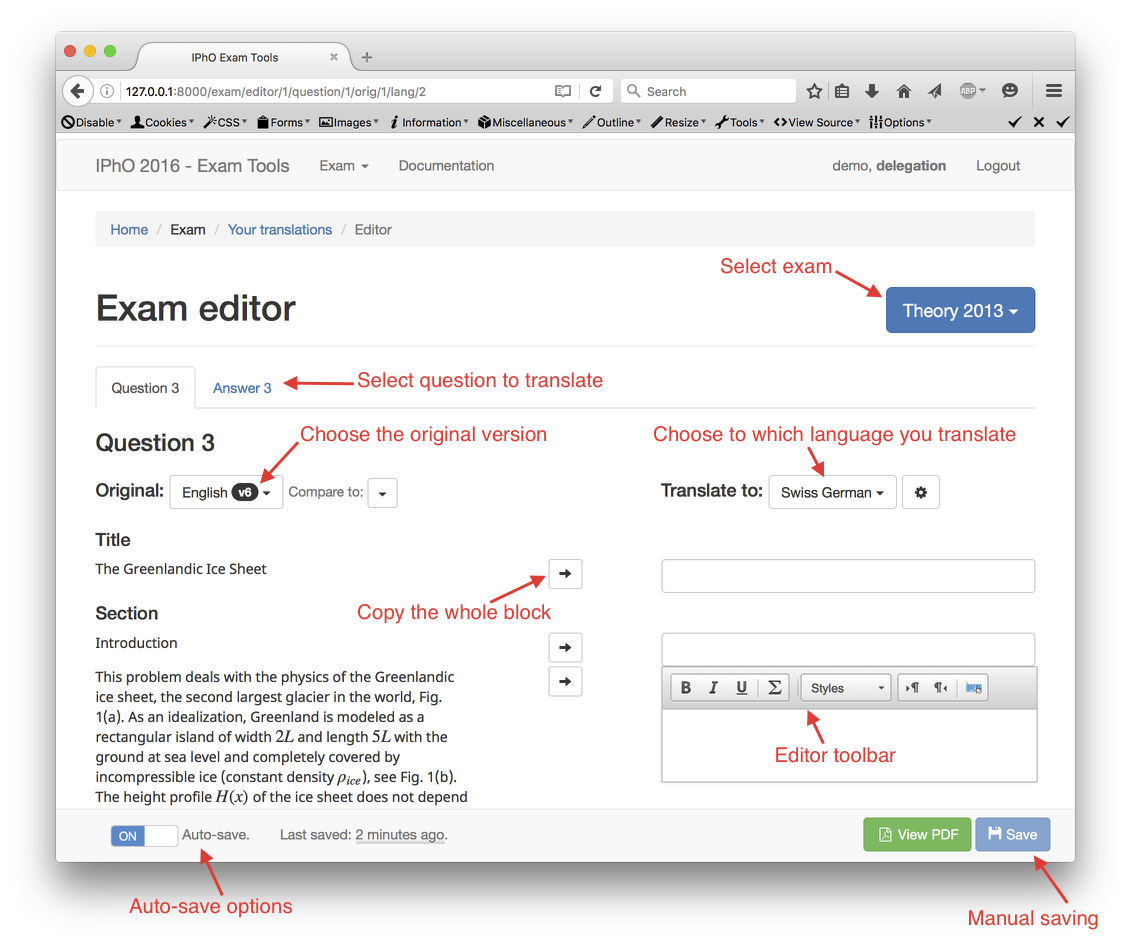 IPhO Exam Tools
127.0.0.1:8000/exam/editor/1/question/1/orig/1/lang/2
Search
ABP
Disable Cookies CSS Forms Images Information Miscellaneous Outline Resize Tools View Source Options
IPhO 2016 - Exam Tools Exam Documentation demo, delegation Logout
Home / Exam / Your translations / Editor
Select exam
Exam editor
Theory 2013
Question 3 Answer 3
Select question to translate
Question 3
Choose the original version
Choose to which language you translate
Original: English v6 Compare to:
Translate to: Swiss German
Title
The Greenlandic Ice Sheet
Copy the whole block
Section
Introduction
This problem deals with the physics of the Greenlandic
ice sheet, the second largest glacier in the world, Fig.
1(a). As an idealization, Greenland is modeled as a
rectangular island of width 2L and length 5L with the
ground at sea level and completely covered by
incompressible ice (constant density ρice), see Fig. 1(b).
The height profile H(x) of the ice sheet does not depend
B I U Σ Styles
Editor toolbar
ON Auto-save. Last saved: 2 minutes ago.
View PDF Save
Auto-save options
Manual saving